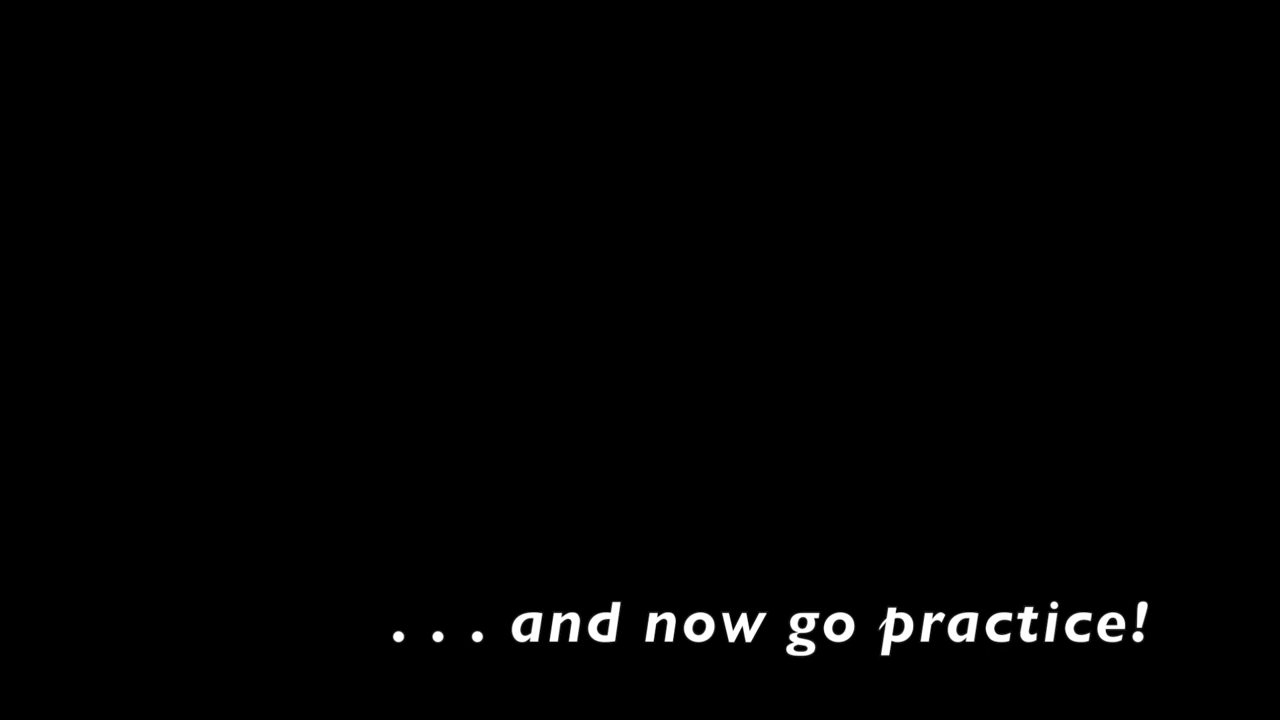 . . . and now go practice!